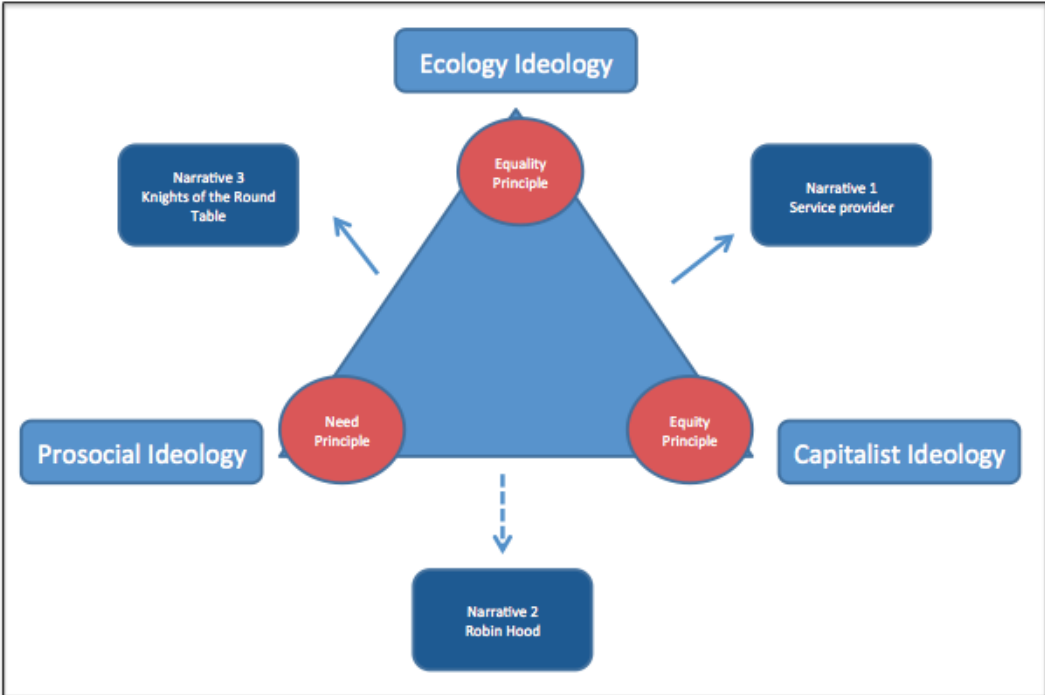 Ecology Ideology
Equality
Principle
Narrative 3
Knights of the Round
Table
Narrative 1
Service provider
Need
Principle
Equity
Principle
Prosocial Ideology
Capitalist Ideology
Narrative 2
Robin Hood